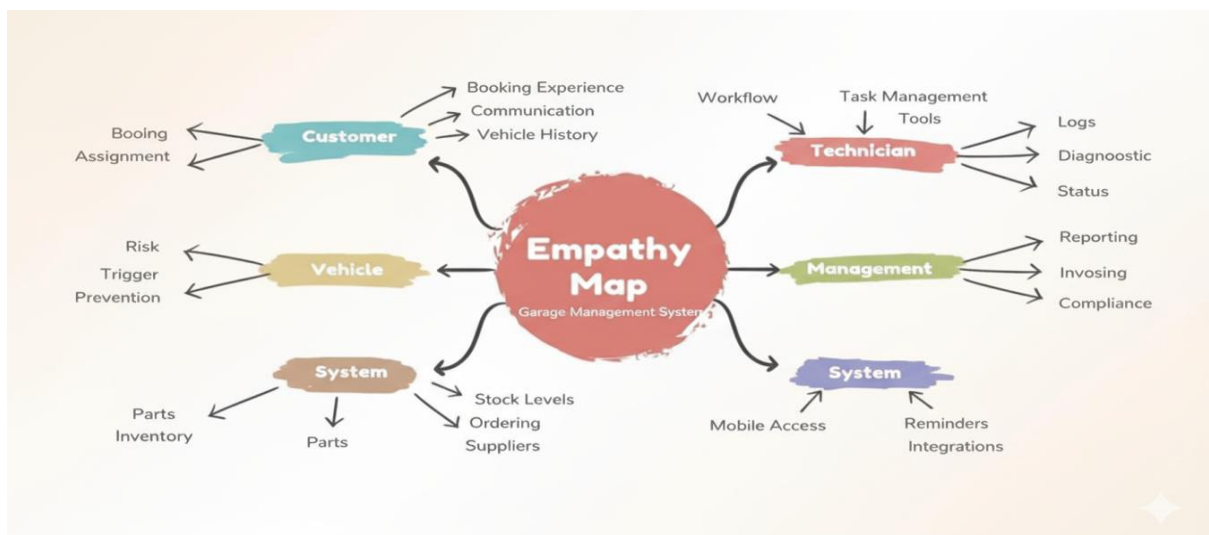 Customer
Booking Experience
Communication
Vehicle History
Booing
Assignment
Workflow
Task Management
Tools
Technician
Logs
Diagnoostic
Status
Empathy
Map
Garage Management System
Vehicle
Risk
Trigger
Prevention
Management
Reporting
Invosing
Compliance
System
Parts
Inventory
Parts
Stock Levels
Ordering
Suppliers
System
Mobile Access
Reminders
Integrations